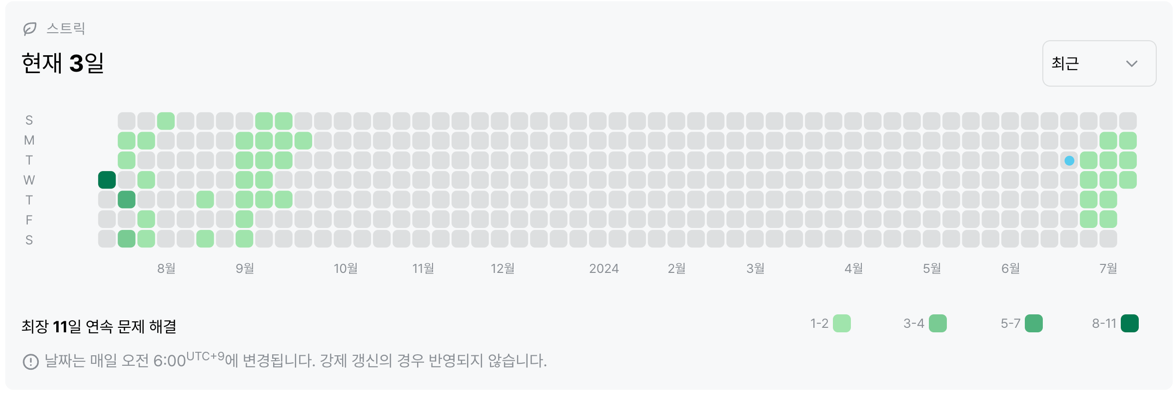 스트릭
현재 3일
최근
S
M
T
W
T
F
S
8월 9월 10월 11월 12월 2024 2월 3월 4월 5월 6월 7월
최장 11일 연속 문제 해결
1-2 3-4 5-7 8-11
날짜는 매일 오전 6:00UTC+9에 변경됩니다. 강제 갱신의 경우 반영되지 않습니다.